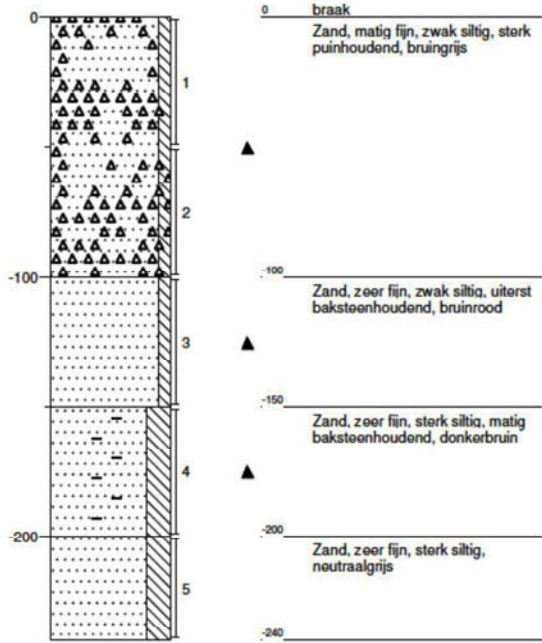 0
0
braak
Zand, matig fijn, zwak siltig, sterk
puinhoudend, bruingrijs
1
2
-100
-100
Zand, zeer fijn, zwak siltig, uiterst
baksteenhoudend, bruinrood
3
-150
Zand, zeer fijn, sterk siltig, matig
baksteenhoudend, donkerbruin
4
-200
-200
Zand, zeer fijn, sterk siltig,
neutraalgrijs
5
-240